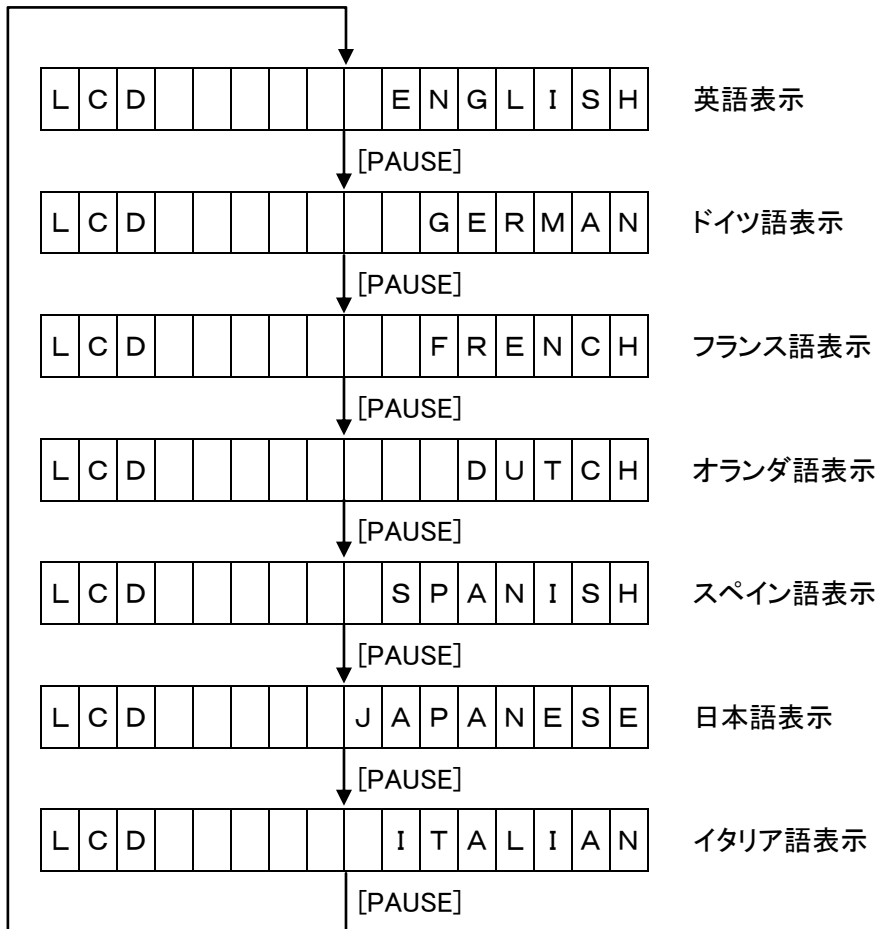 LCD ENGLISH 英語表示
[PAUSE]
LCD GERMAN ドイツ語表示
[PAUSE]
LCD FRENCH フランス語表示
[PAUSE]
LCD DUTCH オランダ語表示
[PAUSE]
LCD SPANISH スペイン語表示
[PAUSE]
LCD JAPANESE 日本語表示
[PAUSE]
LCD ITALIAN イタリア語表示
[PAUSE]